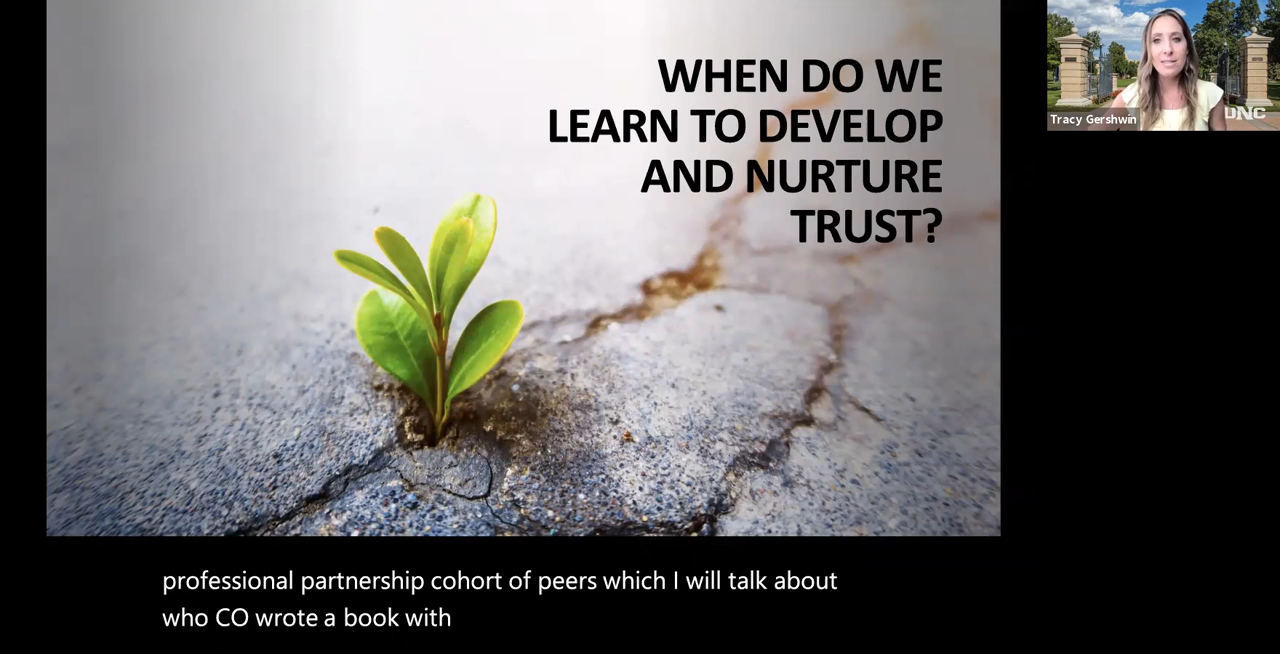 WHEN DO WE
LEARN TO DEVELOP
AND NURTURE
TRUST?
Tracy Gershwin
UNC
professional partnership cohort of peers which I will talk about
who CO wrote a book with